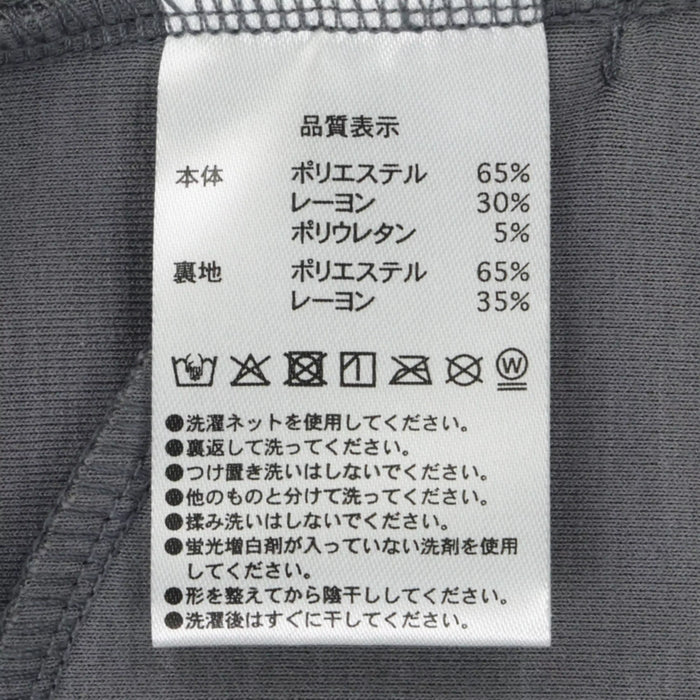 品質表示
本体 ポリエステル 65%
レーヨン 30%
ポリウレタン 5%
裏地 ポリエステル 65%
レーヨン 35%
W
●洗濯ネットを使用してください。
●裏返して洗ってください。
●つけ置き洗いはしないでください。
●他のものと分けて洗ってください。
●揉み洗いはしないでください。
●蛍光増白剤が入っていない洗剤を使用
してください。
●形を整えてから陰干ししてください。
●洗濯後はすぐに干してください。